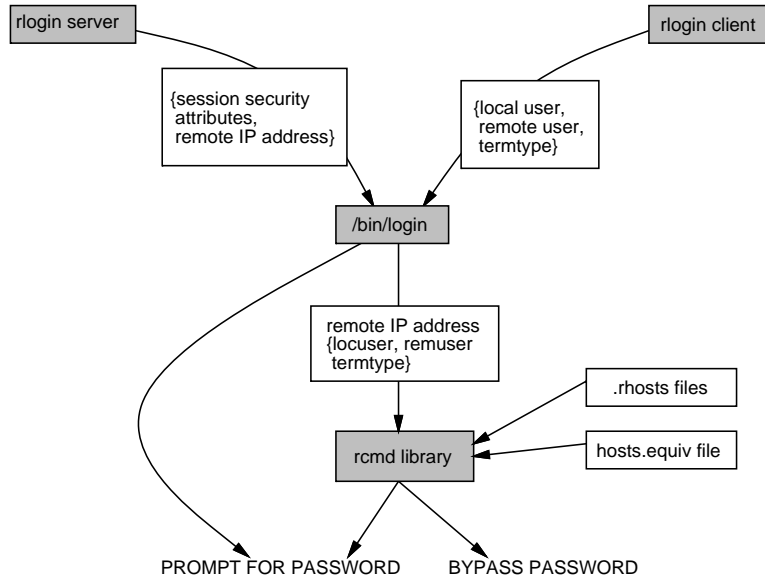 rlogin server
rlogin client
{session security
attributes,
remote IP address}
{local user,
remote user,
termtype}
/bin/login
remote IP address
{locuser, remuser
termtype}
.rhosts files
rcmd library
hosts.equiv file
PROMPT FOR PASSWORD
BYPASS PASSWORD